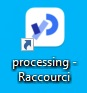 processing -
Raccourci